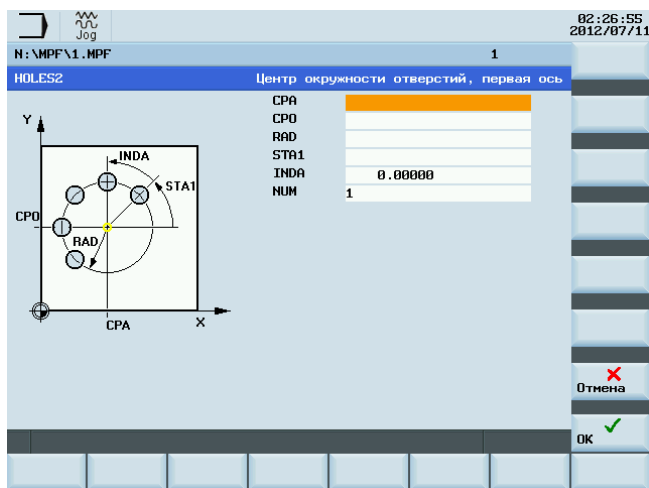 Jog
02:26:55
2012/07/11
N:\MPF\1.MPF 1
HOLES2 Центр окружности отверстий, первая ось
CPA
CPO
RAD
STA1
INDA 0.00000
NUM 1
Y
INDA
STA1
CPO
RAD
CPA
X
Отмена
OK